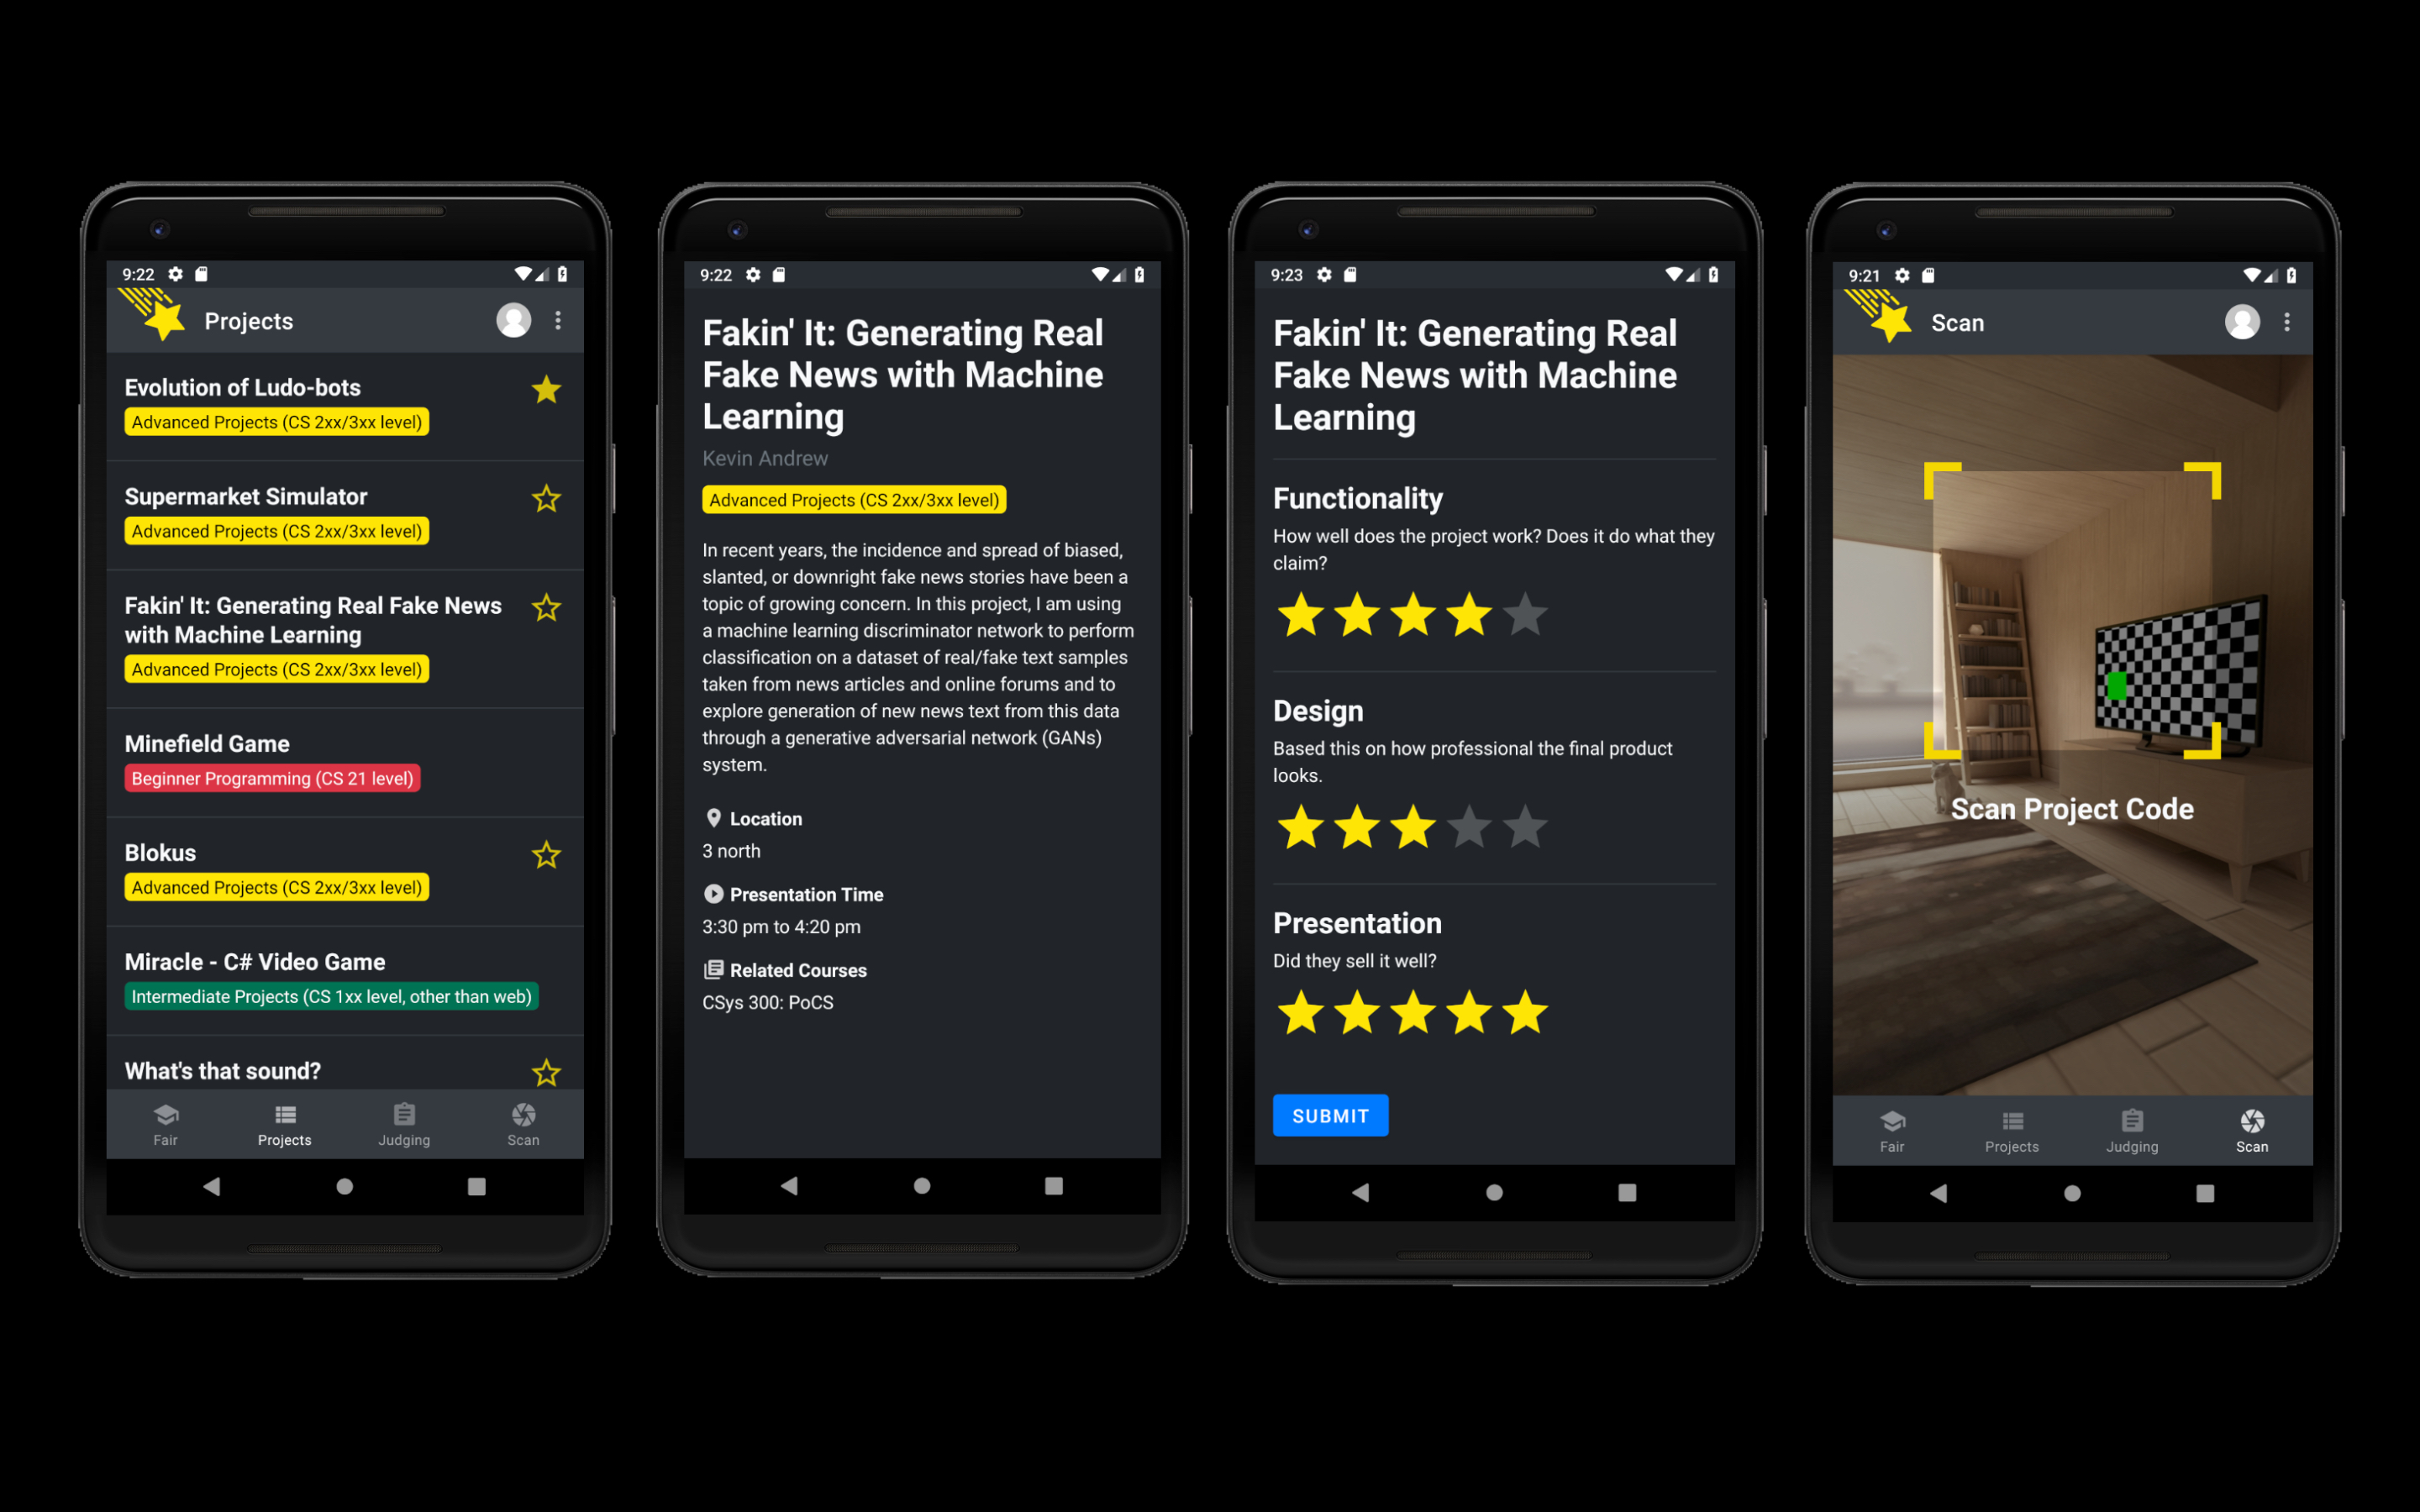 9:22
Projects
Evolution of Ludo-bots
Advanced Projects (CS 2xx/3xx level)
Supermarket Simulator
Advanced Projects (CS 2xx/3xx level)
Fakin' It: Generating Real Fake News
with Machine Learning
Advanced Projects (CS 2xx/3xx level)
Minefield Game
Beginner Programming (CS 21 level)
Blokus
Advanced Projects (CS 2xx/3xx level)
Miracle - C# Video Game
Intermediate Projects (CS 1xx level, other than web)
What's that sound?
Fair
Projects
Judging
Scan
9:22
Fakin' It: Generating Real
Fake News with Machine
Learning
Kevin Andrew
Advanced Projects (CS 2xx/3xx level)
In recent years, the incidence and spread of biased,
slanted, or downright fake news stories have been a
topic of growing concern. In this project, I am using
a machine learning discriminator network to perform
classification on a dataset of real/fake text samples
taken from news articles and online forums and to
explore generation of new news text from this data
through a generative adversarial network (GANs)
system.
Location
3 north
Presentation Time
3:30 pm to 4:20 pm
Related Courses
CSys 300: PoCS
9:23
Fakin' It: Generating Real
Fake News with Machine
Learning
Functionality
How well does the project work? Does it do what they
claim?
Design
Based this on how professional the final product
looks.
Presentation
Did they sell it well?
SUBMIT
9:21
Scan
Scan Project Code
Fair
Projects
Judging
Scan